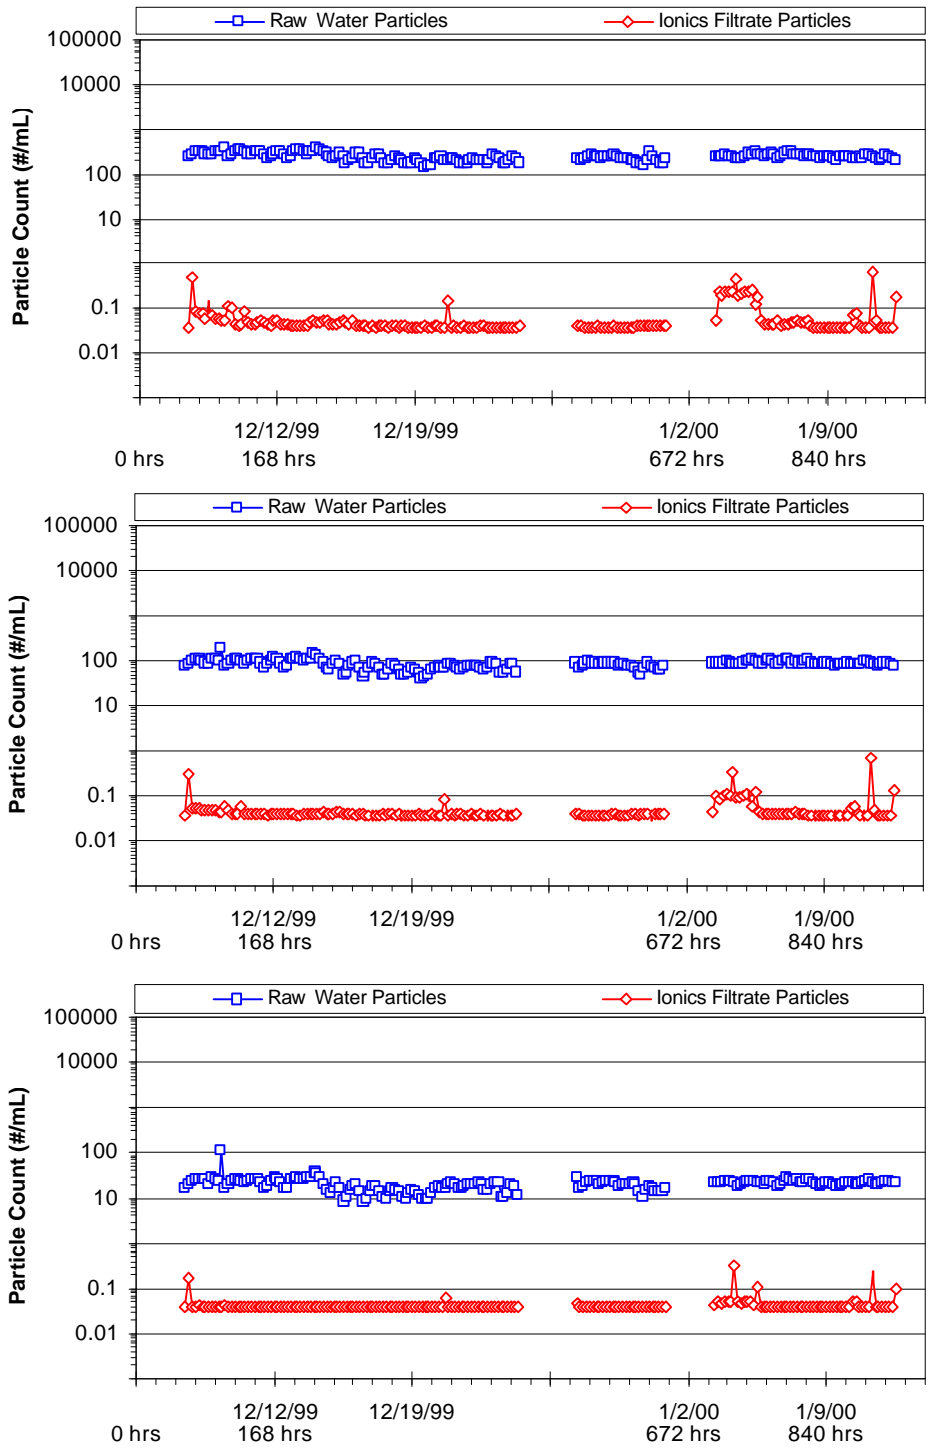 Raw Water Particles Ionics Filtrate Particles
Particle Count (#/mL)
100000
10000
100
10
0.1
0.01
12/12/99 12/19/99 1/2/00 1/9/00
0 hrs 168 hrs 672 hrs 840 hrs
Raw Water Particles Ionics Filtrate Particles
Particle Count (#/mL)
100000
10000
100
10
0.1
0.01
12/12/99 12/19/99 1/2/00 1/9/00
0 hrs 168 hrs 672 hrs 840 hrs
Raw Water Particles Ionics Filtrate Particles
Particle Count (#/mL)
100000
10000
100
10
0.1
0.01
12/12/99 12/19/99 1/2/00 1/9/00
0 hrs 168 hrs 672 hrs 840 hrs